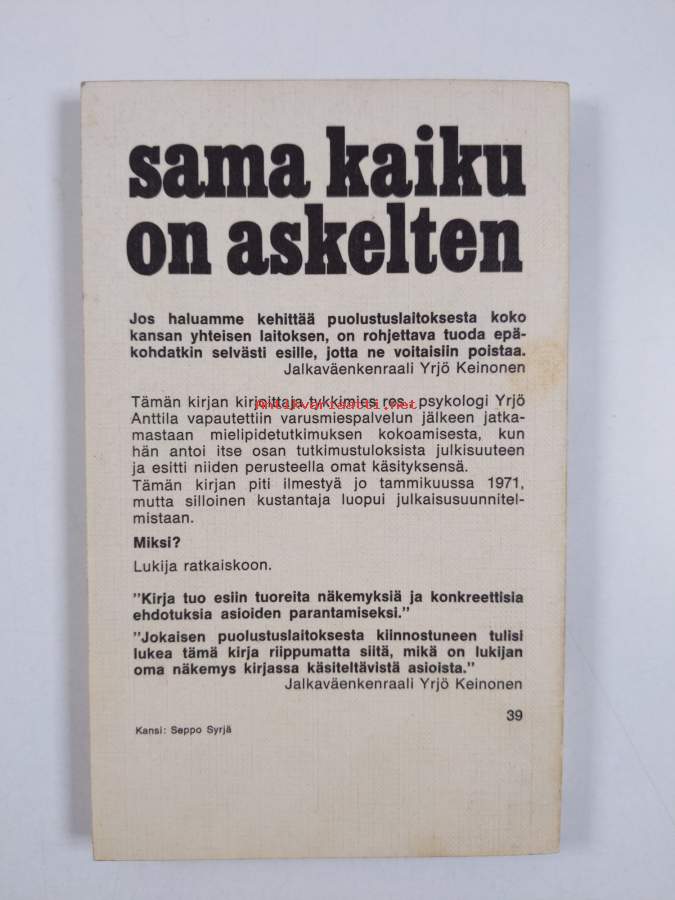 sama kaiku
on askelten
Jos haluamme kehittää puolustuslaitoksesta koko
kansan yhteisen laitoksen, on rohjettava tuoda epä-
kohdatkin selvästi esille, jotta ne voitaisiin poistaa.
Jalkaväenkenraali Yrjö Keinonen
Tämän kirjan kirjoittaja tykkimies res., psykologi Yrjö
Antikvariaatti.net
Anttila vapautettiin varusmiespalvelun jälkeen jatka-
mastaan mielipidetutkimuksen kokoamisesta, kun
hän antoi itse osan tutkimustuloksista julkisuuteen
ja esitti niiden perusteella omat käsityksensä.
Tämän kirjan piti ilmestyä jo tammikuussa 1971,
mutta silloinen kustantaja luopui julkaisusuunnitel-
mistaan.
Miksi?
Lukija ratkaiskoon.
"Kirja tuo esiin tuoreita näkemyksiä ja konkreettisia
ehdotuksia asioiden parantamiseksi."
"Jokaisen puolustuslaitoksesta kiinnostuneen tulisi
lukea tämä kirja riippumatta siitä, mikä on lukijan
oma näkemys kirjassa käsiteltävistä asioista."
Jalkaväenkenraali Yrjö Keinonen
39
Kansi: Seppo Syrjä